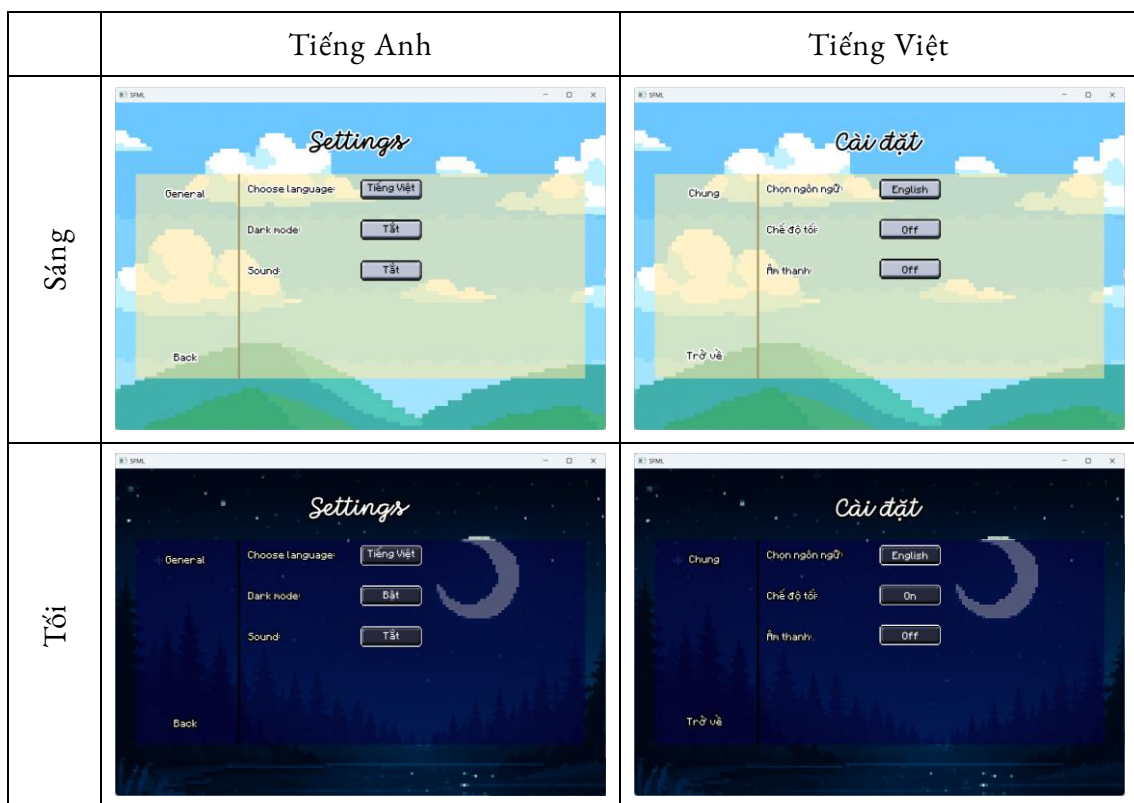 Tiếng Anh
Tiếng Việt
Sáng
SFML
Settings
General
Choose language:
Tiếng Việt
Dark mode:
Tắt
Sound:
Tắt
Back
SFML
Cài đặt
Chung
Chọn ngôn ngữ:
English
Chế độ tối:
Off
Âm thanh:
Off
Trở về
Tối
SFML
Settings
General
Choose language:
Tiếng Việt
Dark mode:
Bật
Sound:
Tắt
Back
SFML
Cài đặt
Chung
Chọn ngôn ngữ:
English
Chế độ tối:
On
Âm thanh:
Off
Trở về